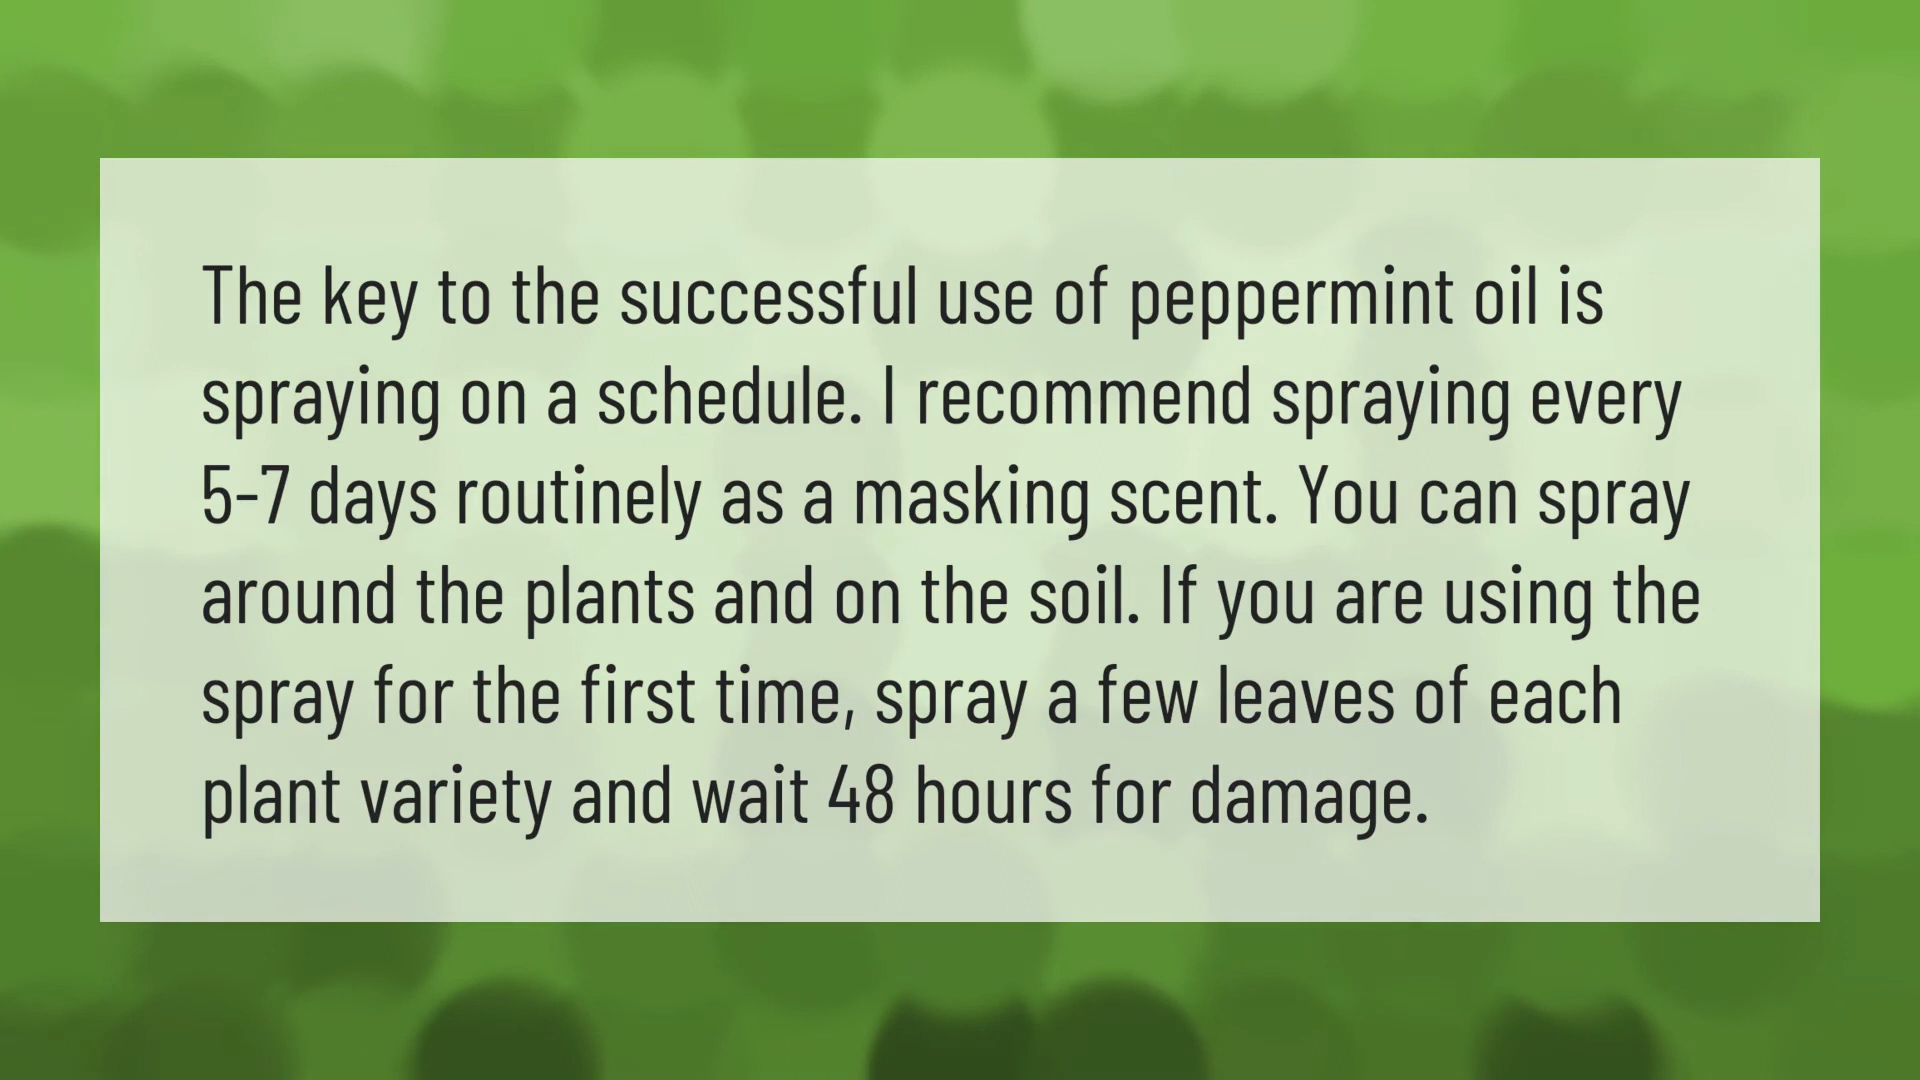 The key to the successful use of peppermint oil is
spraying on a schedule. I recommend spraying every
5-7 days routinely as a masking scent. You can spray
around the plants and on the soil. If you are using the
spray for the first time, spray a few leaves of each
plant variety and wait 48 hours for damage.